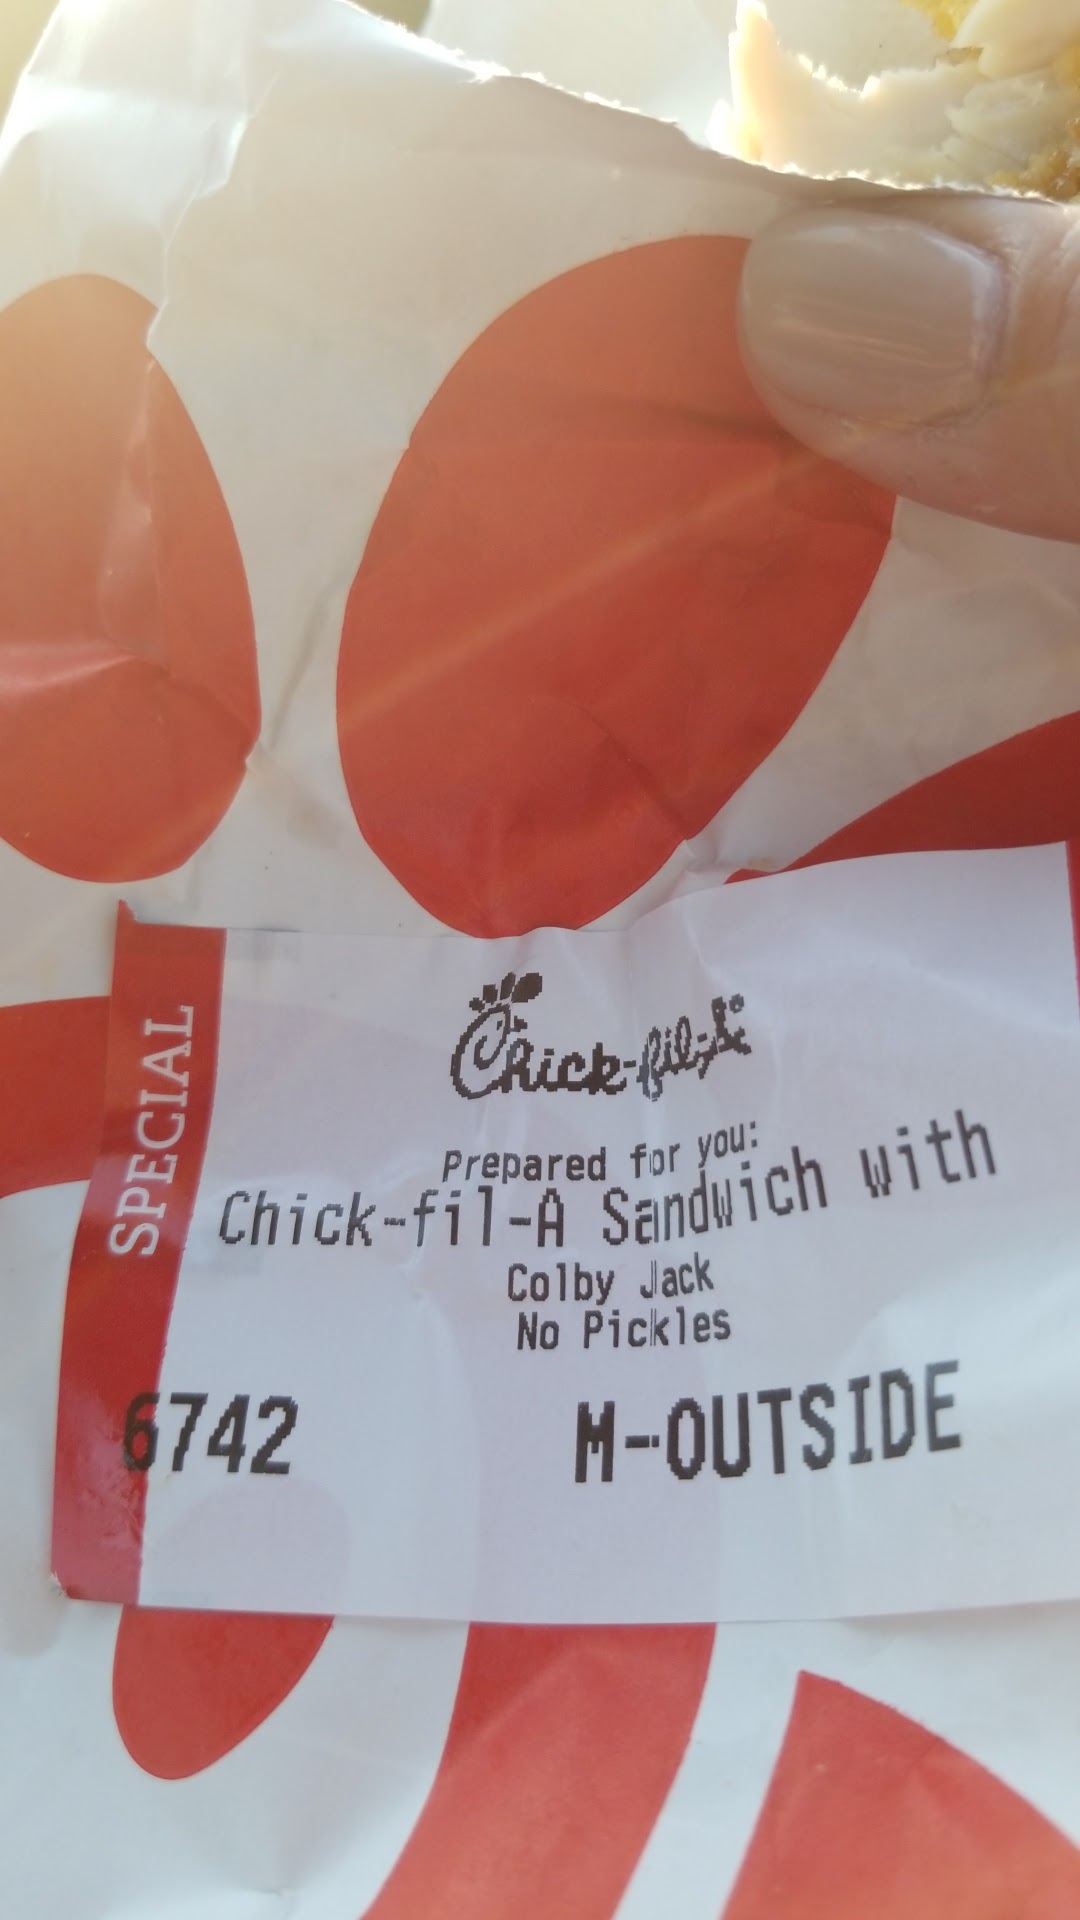 SPECIAL
Chick-fil-A
Prepared for you:
Chick-fil-A Sandwich with
Colby Jack
No Pickles
6742 M-OUTSIDE